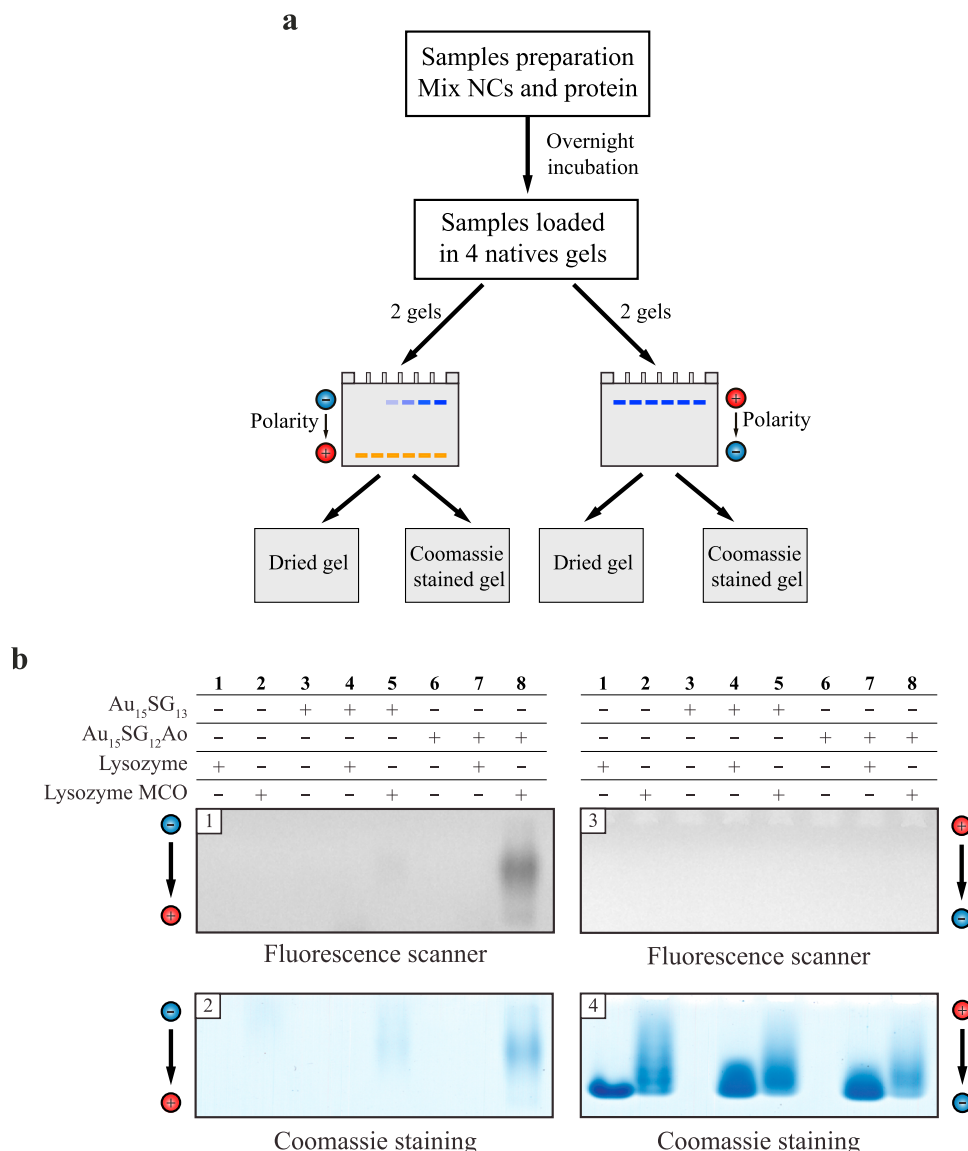 a
Samples preparation
Mix NCs and protein
Overnight
incubation
Samples loaded
in 4 natives gels
2 gels
2 gels
−
Polarity
+
+
Polarity
−
Dried gel
Coomassie
stained gel
Dried gel
Coomassie
stained gel
b
1 2 3 4 5 6 7 8 1 2 3 4 5 6 7 8
Au₁₅SG₁₃ − − + + + − − − − − + + + − − −
Au₁₅SG₁₂Ao − − − − − + + + − − − − − + + +
Lysozyme + − − + − − + − + − − + − − + −
Lysozyme MCO − + − − + − − + − + − − + − − +
− 1 3 +
+ −
Fluorescence scanner Fluorescence scanner
− 2 4 +
+ −
Coomassie staining Coomassie staining